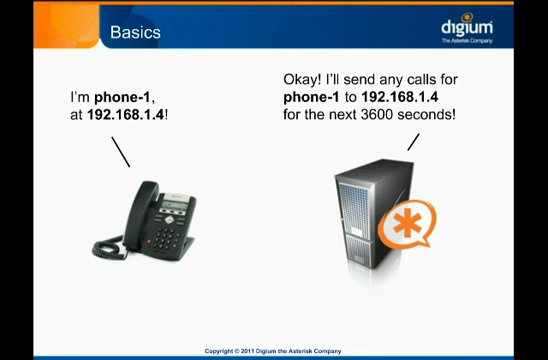 Basics
digium
The Asterisk Company
I'm phone-1,
at 192.168.1.4!
Okay! I'll send any calls for
phone-1 to 192.168.1.4
for the next 3600 seconds!
Copyright © 2011 Digium the Asterisk Company